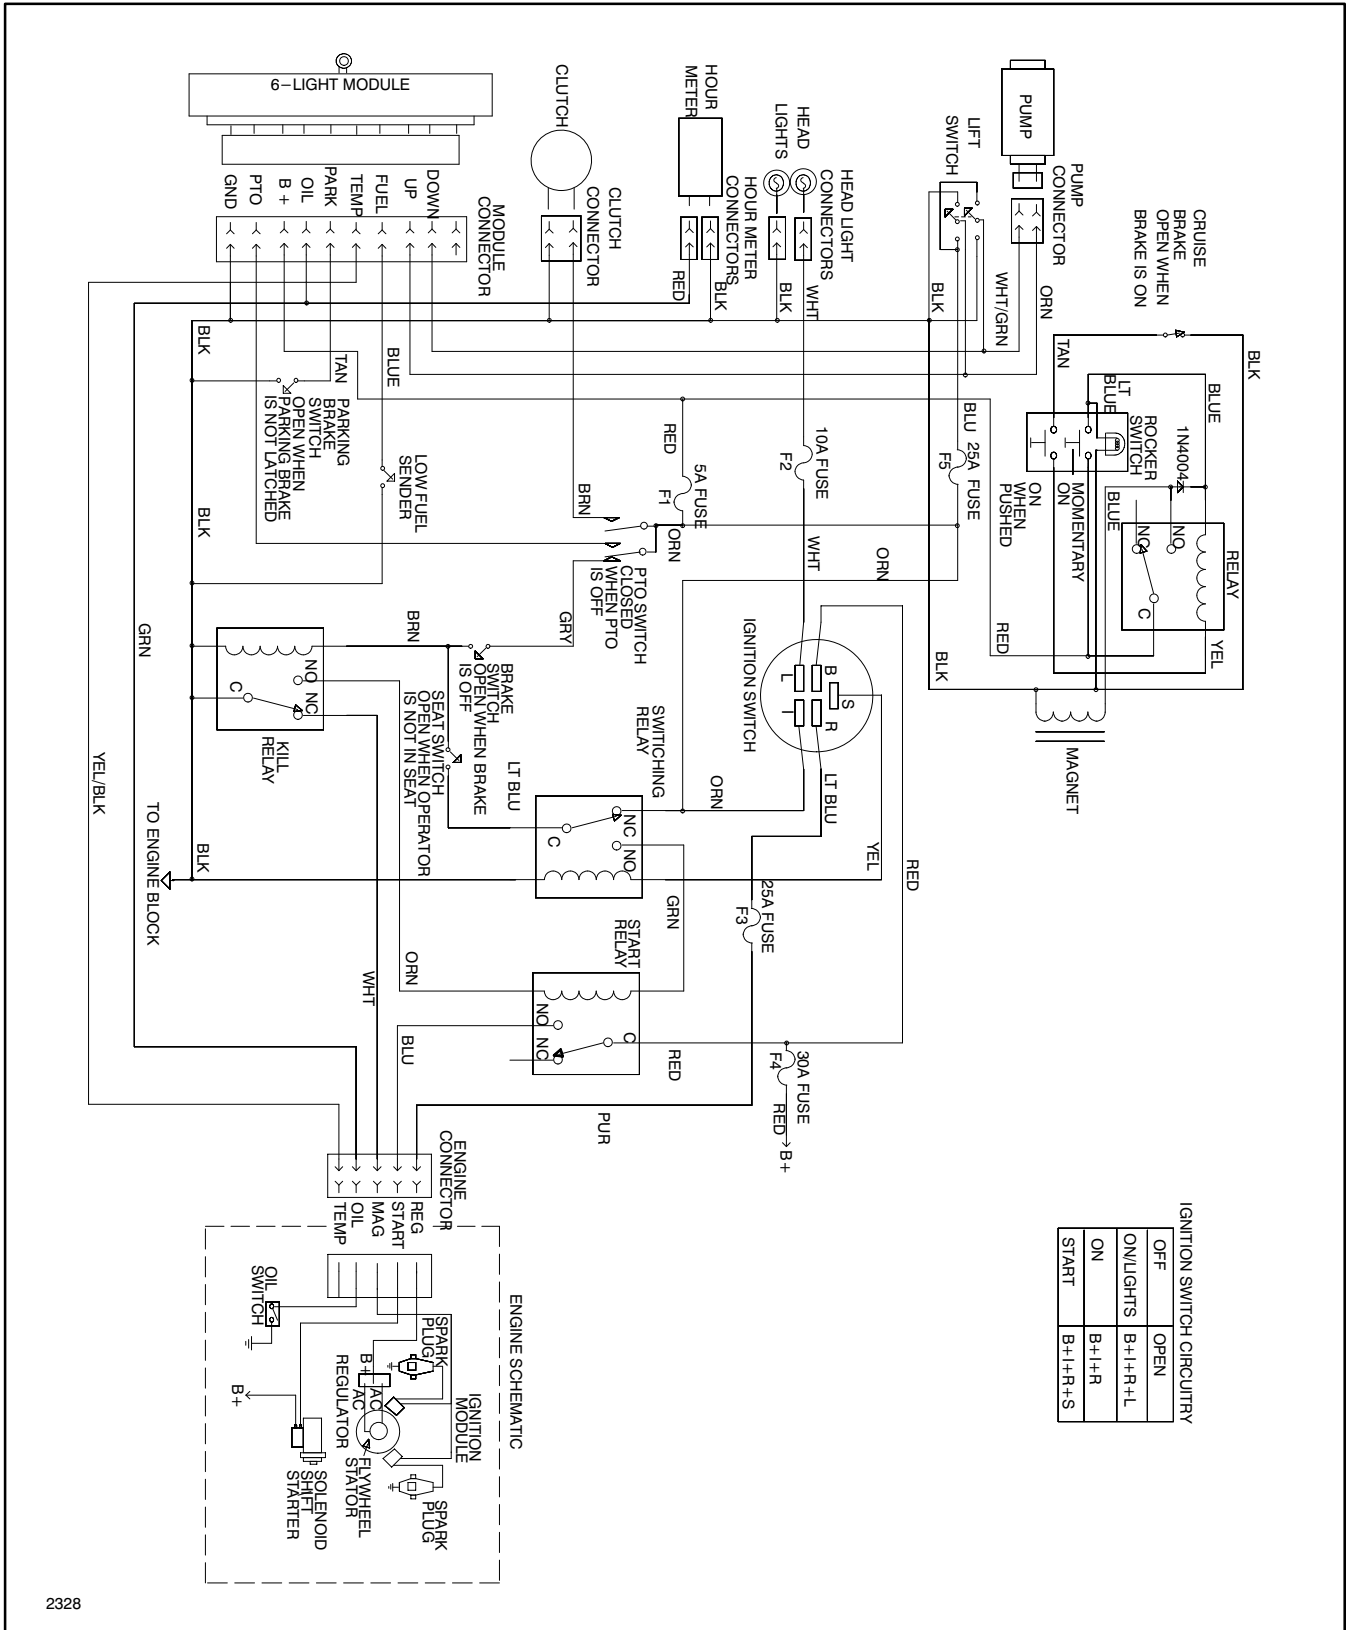 6–LIGHT MODULE
GND
PTO
B +
OIL
PARK
TEMP
FUEL
UP
DOWN
MODULE
CONNECTOR
CLUTCH
CLUTCH
CONNECTOR
HOUR
METER
HOUR METER
CONNECTORS
RED
BLK
HEAD
LIGHTS
HEAD LIGHT
CONNECTORS
BLK
WHT
LIFT
SWITCH
PUMP
PUMP
CONNECTOR
BLK
WHT/GRN
ORN
CRUISE
BRAKE
OPEN WHEN
BRAKE IS ON
BLK
TAN
LT
BLUE
BLUE
ROCKER
SWITCH
1N4004
BLUE
MOMENTARY
ON
ON
WHEN
PUSHED
NC
NO
C
RELAY
YEL
RED
BLK
MAGNET
BLK
TAN
BLUE
PARKING
BRAKE
SWITCH
OPEN WHEN
PARKING BRAKE
IS NOT LATCHED
LOW FUEL
SENDER
BLK
RED
5A FUSE
F1
10A FUSE
F2
BLU
25A FUSE
F5
BRN
ORN
WHT
ORN
PTO SWITCH
CLOSED
WHEN PTO
IS OFF
GRY
GRN
BRN
BRAKE
SWITCH
OPEN WHEN BRAKE
IS OFF
SEAT SWITCH
OPEN WHEN OPERATOR
IS NOT IN SEAT
C
NO
NC
KILL
RELAY
LT BLU
SWITICHING
RELAY
NC
NO
C
IGNITION SWITCH
L
B
S
I
R
ORN
LT BLU
YEL
RED
YEL/BLK
TO ENGINE BLOCK
BLK
WHT
ORN
GRN
25A FUSE
F3
START
RELAY
NO
NC
C
BLU
RED
30A FUSE
F4
RED
B+
PUR
ENGINE
CONNECTOR
TEMP
OIL
MAG
START
REG
ENGINE SCHEMATIC
OIL
SWITCH
SPARK
PLUG
B+
AC
AC
REGULATOR
IGNITION
MODULE
FLYWHEEL
STATOR
SPARK
PLUG
B+
SOLENOID
SHIFT
STARTER
IGNITION SWITCH CIRCUITRY
OFF OPEN
ON/LIGHTS B+I+R+L
ON B+I+R
START B+I+R+S
2328